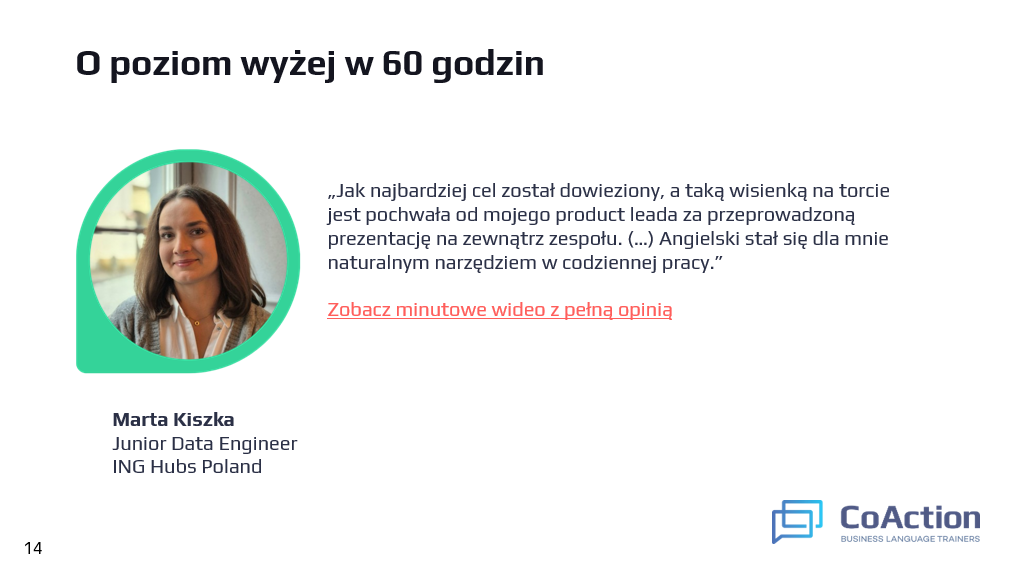 O poziom wyżej w 60 godzin
„Jak najbardziej cel został dowieziony, a taką wisienką na torcie
jest pochwała od mojego product leada za przeprowadzoną
prezentację na zewnątrz zespołu. (...) Angielski stał się dla mnie
naturalnym narzędziem w codziennej pracy.”
Zobacz minutowe wideo z pełną opinią
Marta Kiszka
Junior Data Engineer
ING Hubs Poland
CoAction
BUSINESS LANGUAGE TRAINERS
14